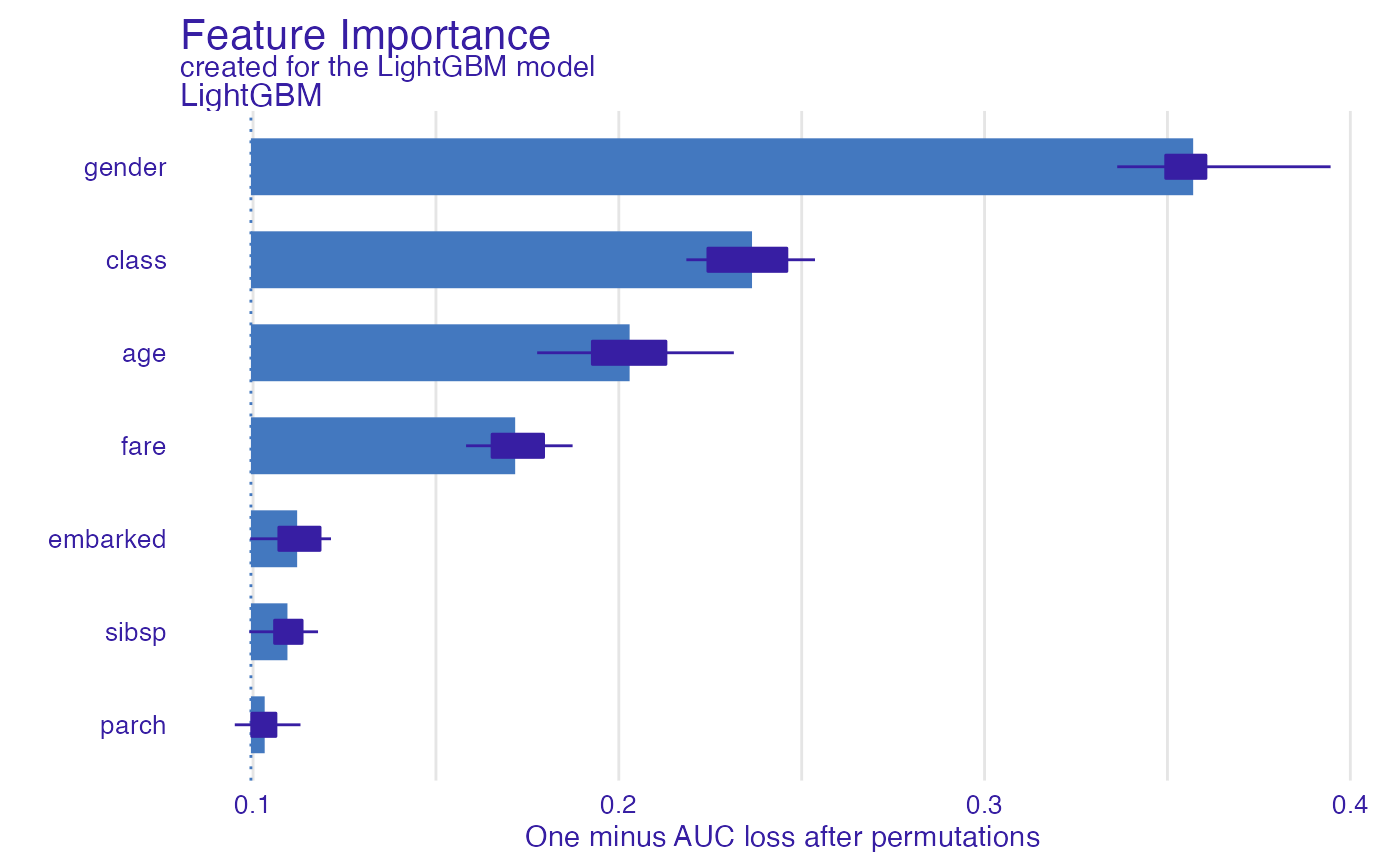 Feature Importance
created for the LightGBM model
LightGBM
gender
class
age
fare
embarked
sibsp
parch
0.1 0.2 0.3 0.4
One minus AUC loss after permutations